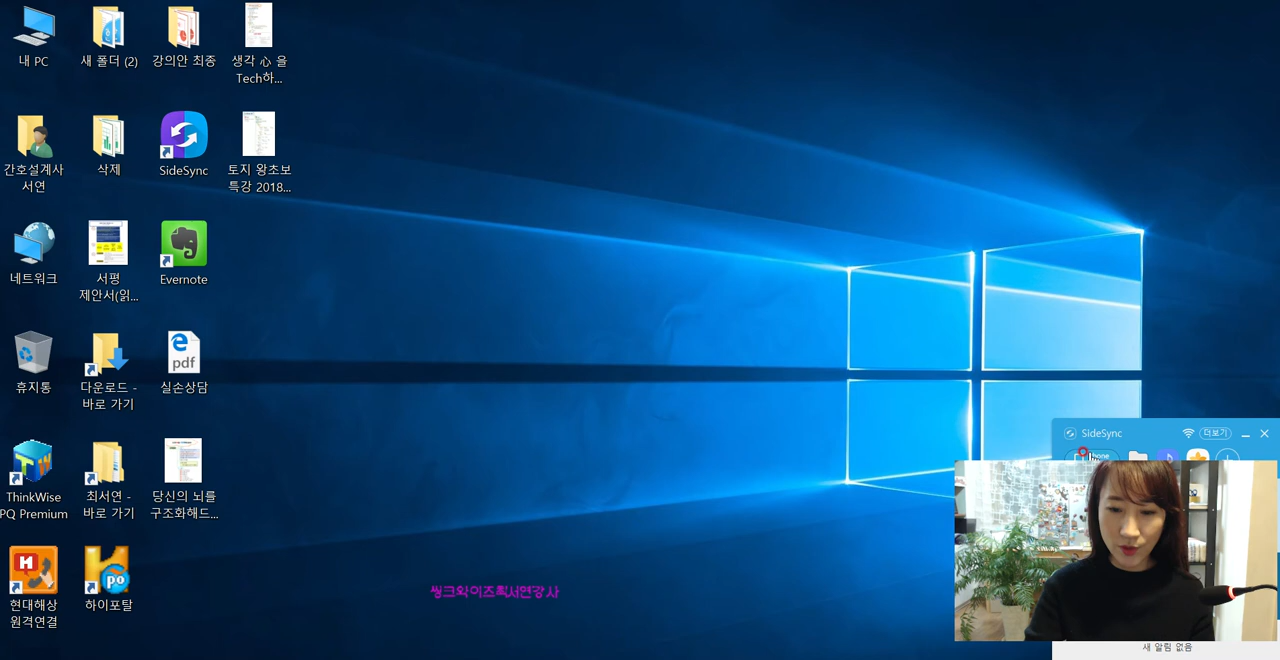 내 PC
새 폴더 (2)
강의안 최종
생각 心 을
Tech하...
간호설계사
서연
삭제
SideSync
토지 왕초보
특강 2018...
네트워크
서평
제안서(읽...
Evernote
휴지통
다운로드 -
바로 가기
pdf
실손상담
ThinkWise
PQ Premium
최서연 -
바로 가기
당신의 뇌를
구조화해드...
현대해상
원격연결
po
하이포탈
씽크와이즈최서연강사
SideSync
더보기
Phone
새 알림 없음